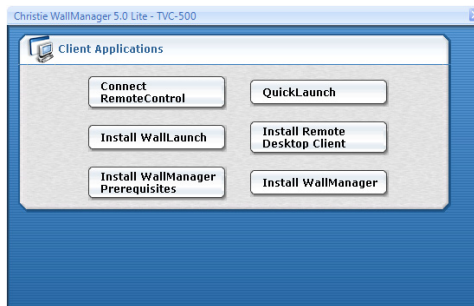 Christie WallManager 5.0 Lite - TVC-500
Client Applications
Connect
RemoteControl
QuickLaunch
Install WallLaunch
Install Remote
Desktop Client
Install WallManager
Prerequisites
Install WallManager